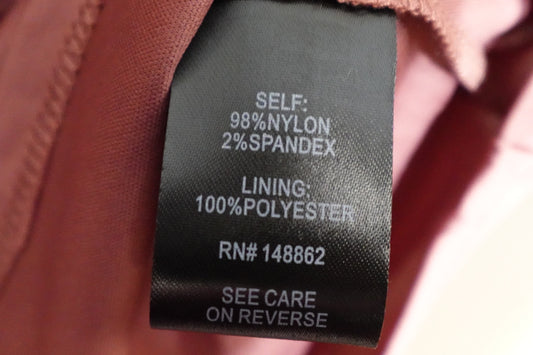 SELF:
98%NYLON
2%SPANDEX
LINING:
100%POLYESTER
RN# 148862
SEE CARE
ON REVERSE